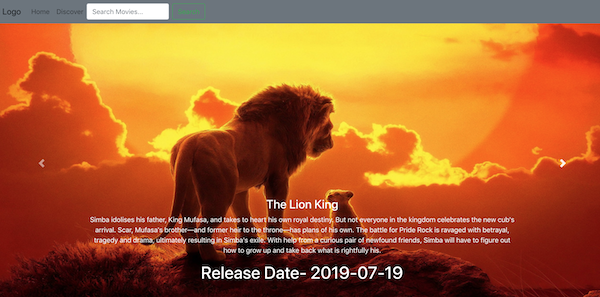 Logo Home Discover Search Movies... Search
The Lion King
Simba idolises his father, King Mufasa, and takes to heart his own royal destiny. But not everyone in the kingdom celebrates the new cub's
arrival. Scar, Mufasa's brother—and former heir to the throne—has plans of his own. The battle for Pride Rock is ravaged with betrayal,
tragedy and drama, ultimately resulting in Simba's exile. With help from a curious pair of newfound friends, Simba will have to figure out
how to grow up and take back what is rightfully his.
Release Date- 2019-07-19